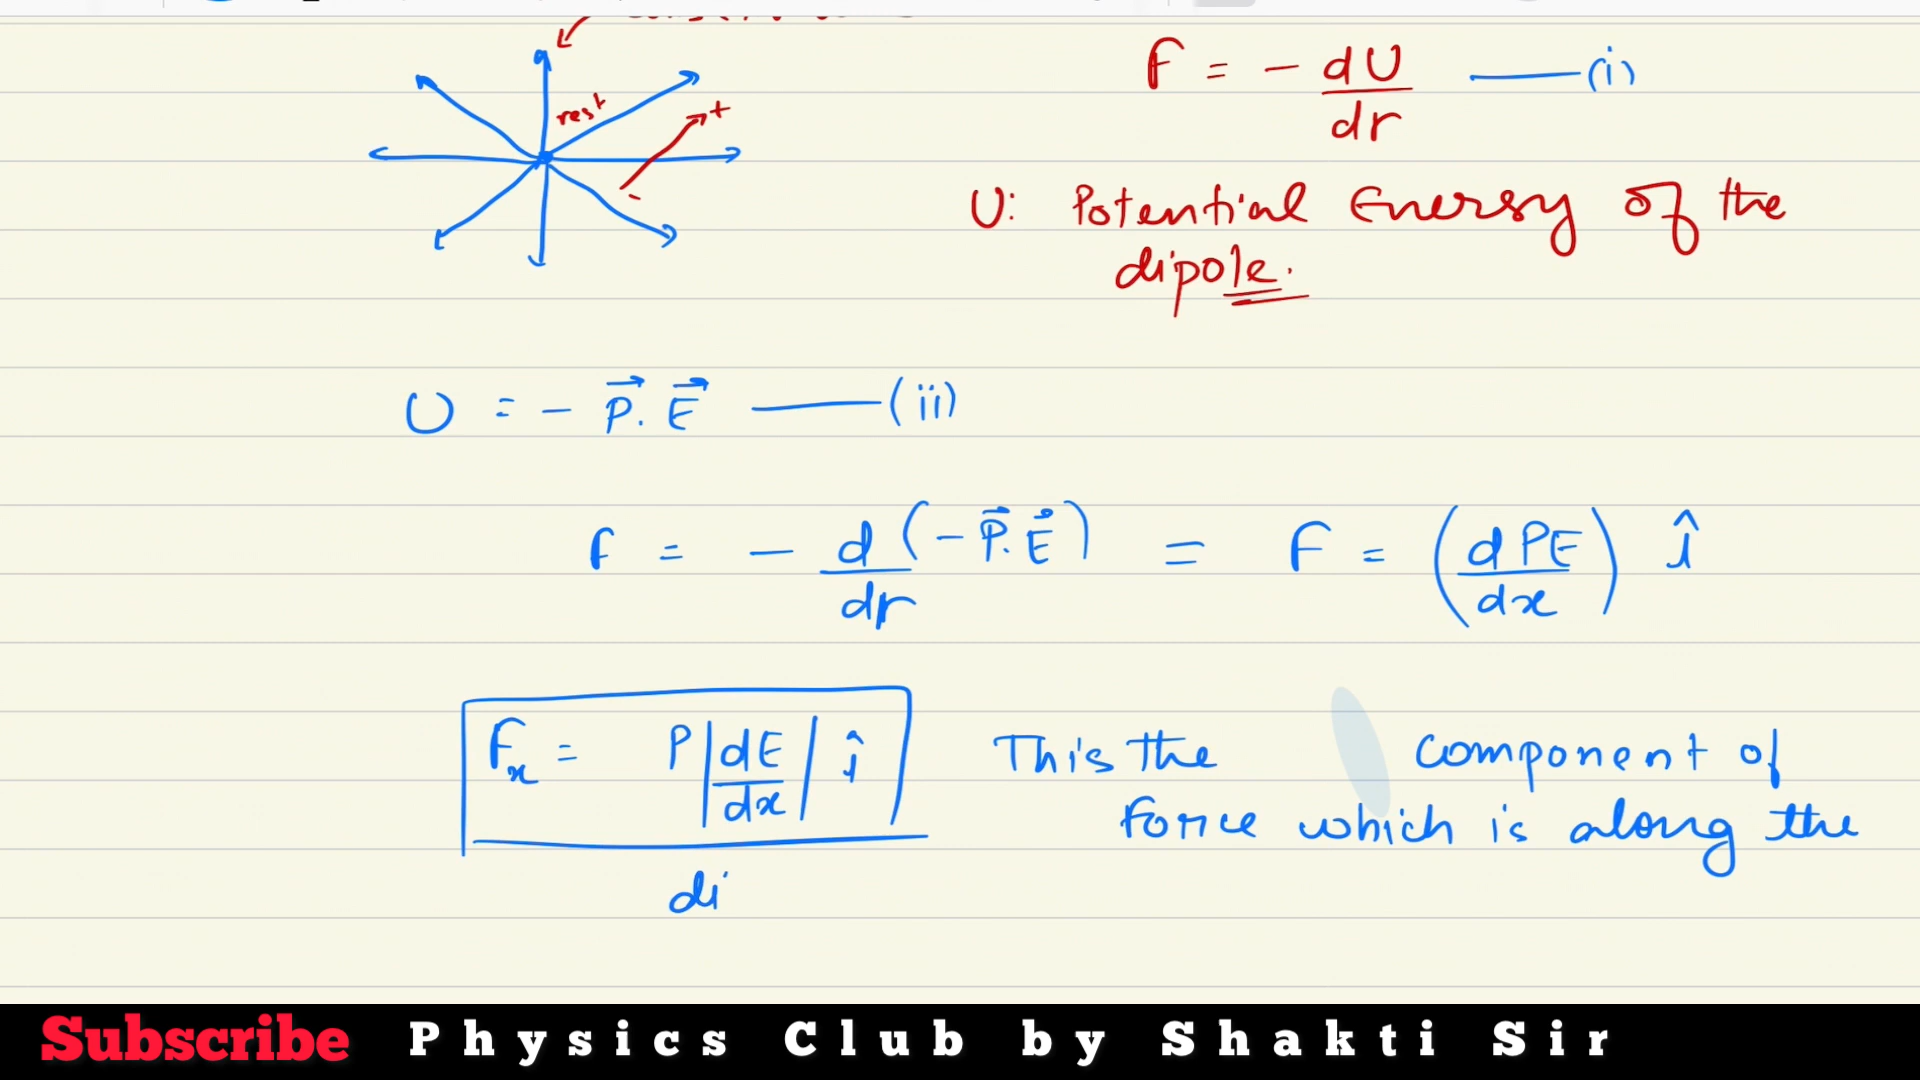 F = - dU/dr —— (i)
rest
+
-
U: Potential Energy of the
dipole.
U = - P⃗. E⃗ —— (ii)
F = - d(-P⃗.E⃗)/dr = F = (dPE/dx) î
Fx = P|dE/dx| î This the component of
Force which is along the
di
Subscribe Physics Club by Shakti Sir